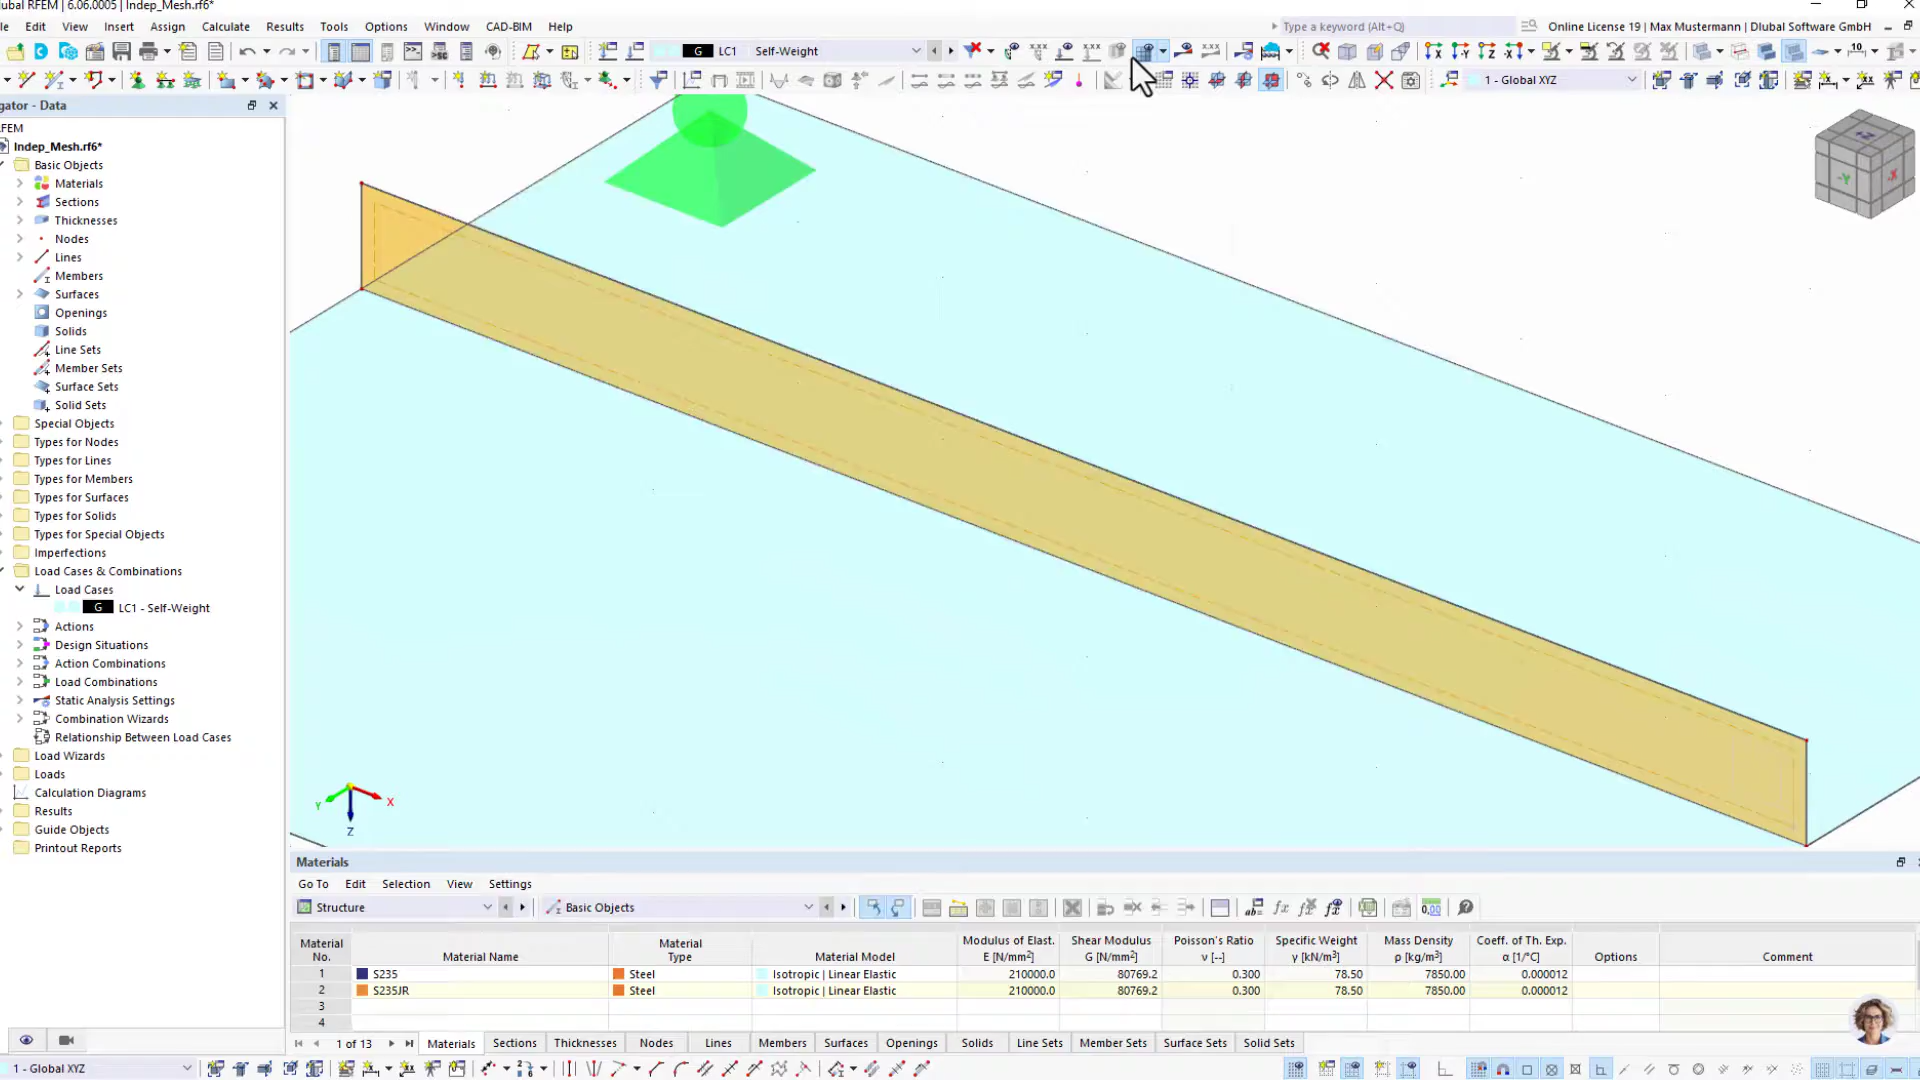 lubal RFEM | 6.06.0005 | Indep_Mesh.rf6*
le Edit View Insert Assign Calculate Results Tools Options Window CAD-BIM Help
Type a keyword (Alt+Q)
Online License 19 | Max Mustermann | Dlubal Software GmbH
G LC1 Self-Weight
1 - Global XYZ
gator - Data
RFEM
Indep_Mesh.rf6*
Basic Objects
Materials
Sections
Thicknesses
Nodes
Lines
Members
Surfaces
Openings
Solids
Line Sets
Member Sets
Surface Sets
Solid Sets
Special Objects
Types for Nodes
Types for Lines
Types for Members
Types for Surfaces
Types for Solids
Types for Special Objects
Imperfections
Load Cases & Combinations
Load Cases
G LC1 - Self-Weight
Actions
Design Situations
Action Combinations
Load Combinations
Static Analysis Settings
Combination Wizards
Relationship Between Load Cases
Load Wizards
Loads
Calculation Diagrams
Results
Guide Objects
Printout Reports
-Y
-X
Y
X
Z
Materials
Go To Edit Selection View Settings
Structure
Basic Objects
Material No. Material Name Material Type Material Model Modulus of Elast. E [N/mm²] Shear Modulus G [N/mm²] Poisson's Ratio ν [--] Specific Weight γ [kN/m³] Mass Density ρ [kg/m³] Coeff. of Th. Exp. α [1/°C] Options Comment
1 S235 Steel Isotropic | Linear Elastic 210000.0 80769.2 0.300 78.50 7850.00 0.000012
2 S235JR Steel Isotropic | Linear Elastic 210000.0 80769.2 0.300 78.50 7850.00 0.000012
3
4
1 of 13 Materials Sections Thicknesses Nodes Lines Members Surfaces Openings Solids Line Sets Member Sets Surface Sets Solid Sets
1 - Global XYZ